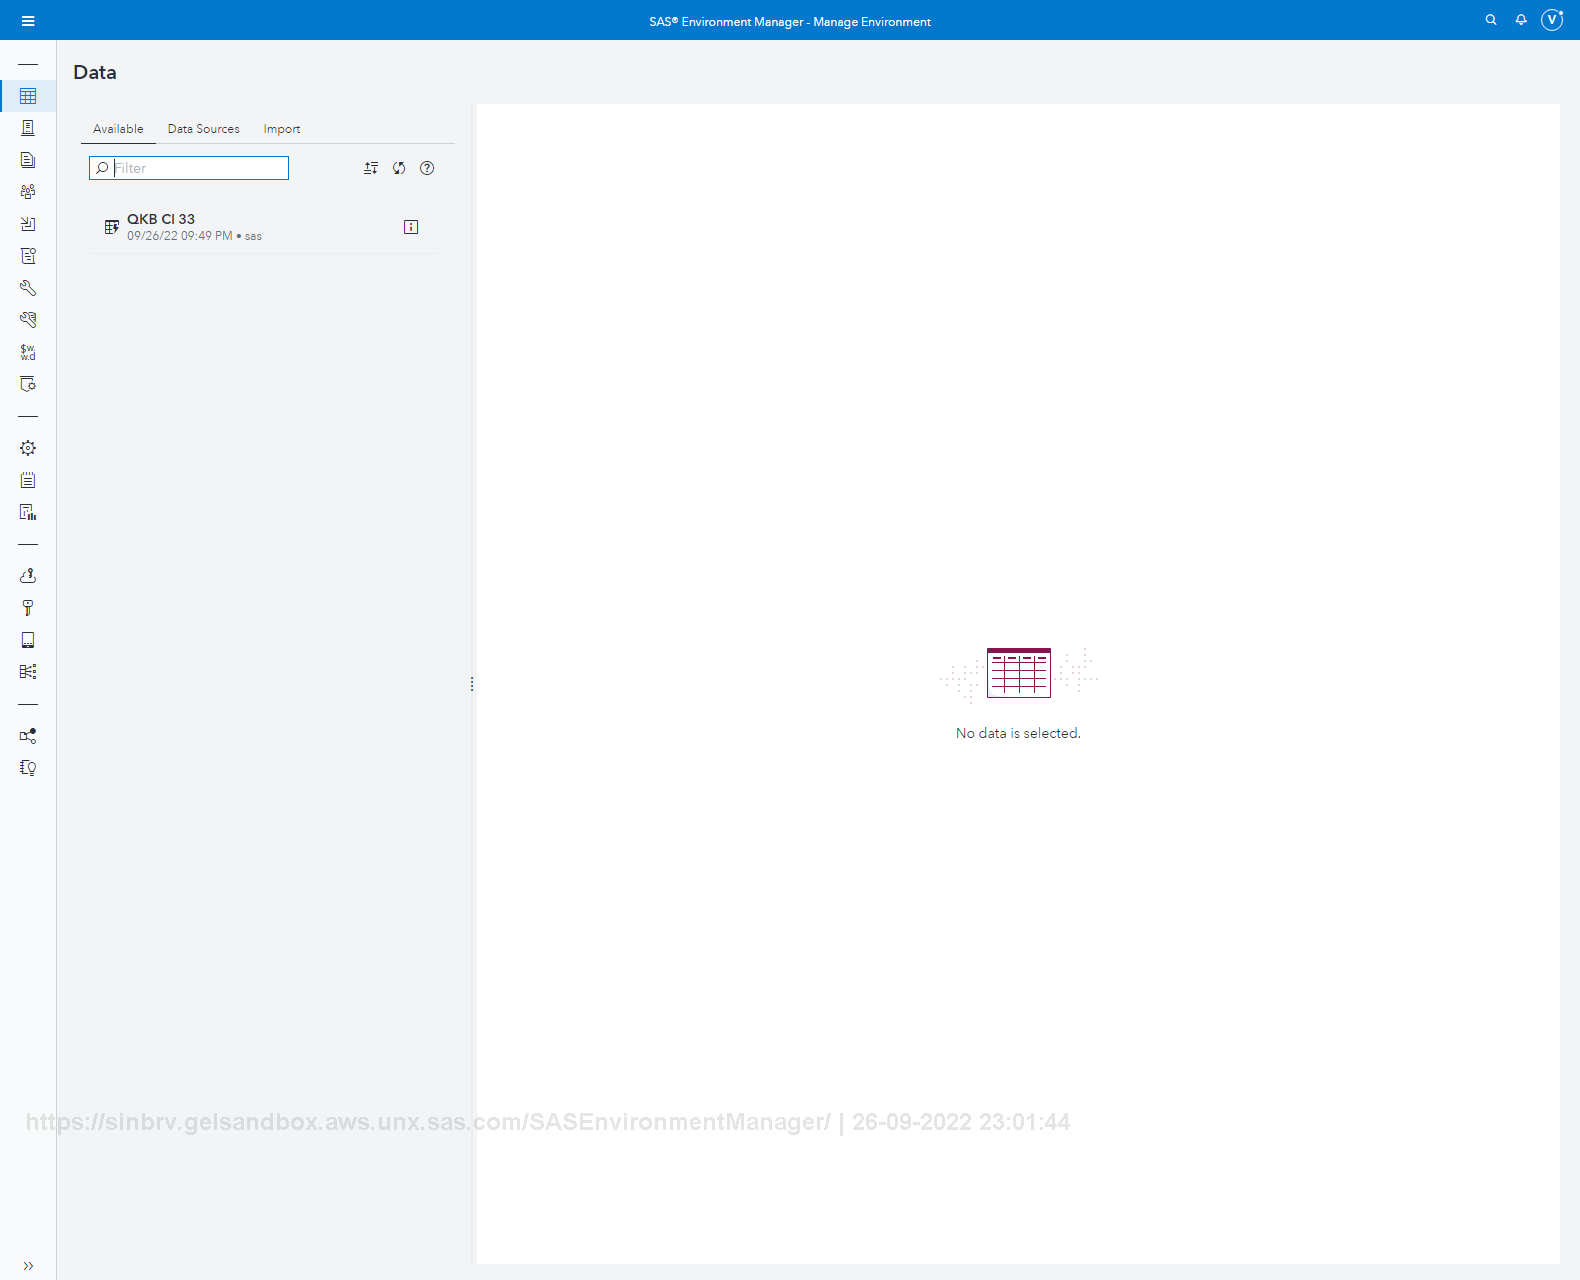 SAS® Environment Manager - Manage Environment
V
Data
Available
Data Sources
Import
Filter
QKB CI 33
09/26/22 09:49 PM • sas
$w.
w.d
No data is selected.
https://sinbrv.gelsandbox.aws.unx.sas.com/SASEnvironmentManager/ | 26-09-2022 23:01:44